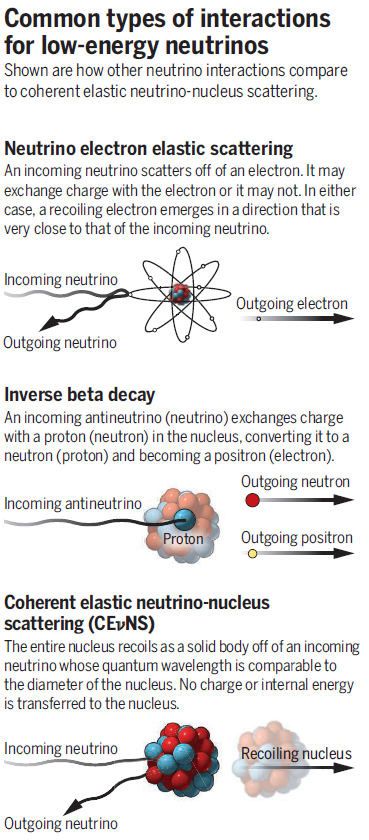 Common types of interactions
for low-energy neutrinos
Shown are how other neutrino interactions compare
to coherent elastic neutrino-nucleus scattering.
Neutrino electron elastic scattering
An incoming neutrino scatters off of an electron. It may
exchange charge with the electron or it may not. In either
case, a recoiling electron emerges in a direction that is
very close to that of the incoming neutrino.
Incoming neutrino
Outgoing electron
Outgoing neutrino
Inverse beta decay
An incoming antineutrino (neutrino) exchanges charge
with a proton (neutron) in the nucleus, converting it to a
neutron (proton) and becoming a positron (electron).
Outgoing neutron
Incoming antineutrino
Proton
Outgoing positron
Coherent elastic neutrino-nucleus
scattering (CEνNS)
The entire nucleus recoils as a solid body off of an incoming
neutrino whose quantum wavelength is comparable to
the diameter of the nucleus. No charge or internal energy
is transferred to the nucleus.
Incoming neutrino
Recoiling nucleus
Outgoing neutrino